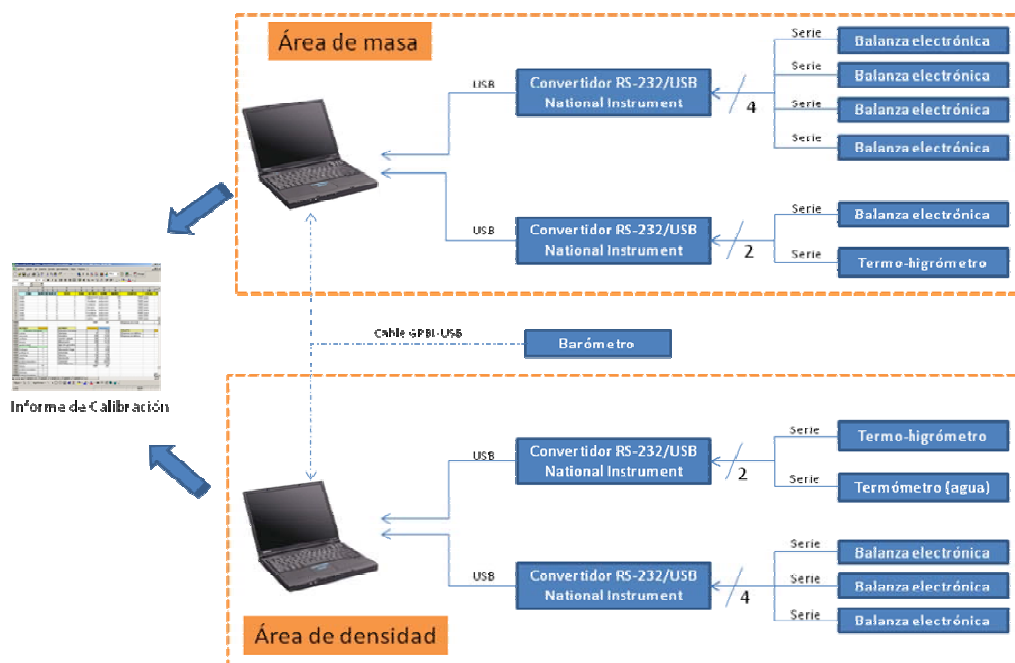 Área de masa
USB
Convertidor RS-232/USB
National Instrument
4
Serie
Balanza electrónica
Serie
Balanza electrónica
Serie
Balanza electrónica
Serie
Balanza electrónica
USB
Convertidor RS-232/USB
National Instrument
2
Serie
Balanza electrónica
Serie
Termo-higrómetro
Cable GPBI-USB
Barómetro
Informe de Calibración
USB
Convertidor RS-232/USB
National Instrument
2
Serie
Termo-higrómetro
Serie
Termómetro (agua)
USB
Convertidor RS-232/USB
National Instrument
4
Serie
Balanza electrónica
Serie
Balanza electrónica
Serie
Balanza electrónica
Área de densidad